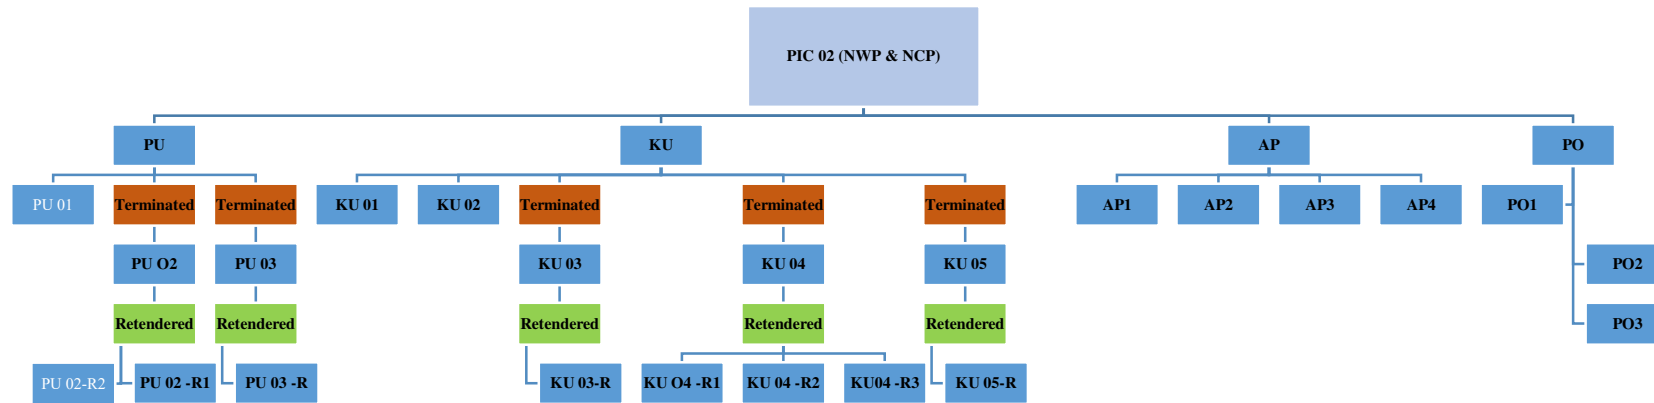 PIC 02 (NWP & NCP)
PU
KU
AP
PO
PU 01
Terminated
Terminated
KU 01
KU 02
Terminated
Terminated
Terminated
AP1
AP2
AP3
AP4
PO1
PU O2
PU 03
KU 03
KU 04
KU 05
PO2
Retendered
Retendered
Retendered
Retendered
Retendered
PO3
PU 02-R2
PU 02 -R1
PU 03 -R
KU 03-R
KU O4 -R1
KU 04 -R2
KU04 -R3
KU 05-R